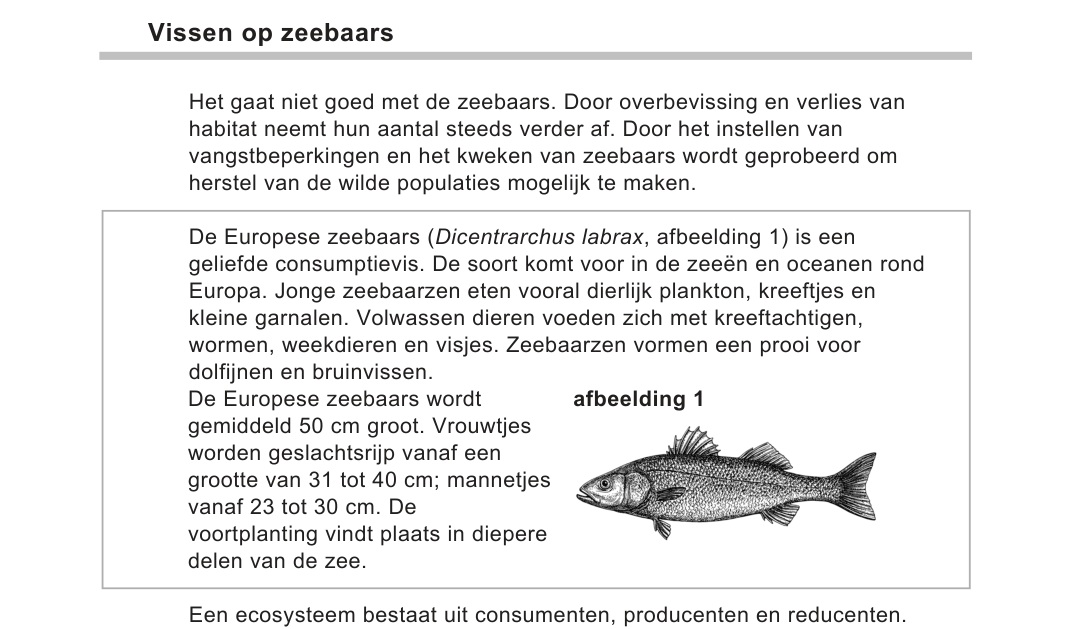 Vissen op zeebaars
Het gaat niet goed met de zeebaars. Door overbevissing en verlies van
habitat neemt hun aantal steeds verder af. Door het instellen van
vangstbeperkingen en het kweken van zeebaars wordt geprobeerd om
herstel van de wilde populaties mogelijk te maken.
De Europese zeebaars (Dicentrarchus labrax, afbeelding 1) is een
geliefde consumptievis. De soort komt voor in de zeeën en oceanen rond
Europa. Jonge zeebaarzen eten vooral dierlijk plankton, kreeftjes en
kleine garnalen. Volwassen dieren voeden zich met kreeftachtigen,
wormen, weekdieren en visjes. Zeebaarzen vormen een prooi voor
dolfijnen en bruinvissen.
De Europese zeebaars wordt
gemiddeld 50 cm groot. Vrouwtjes
worden geslachtsrijp vanaf een
grootte van 31 tot 40 cm; mannetjes
vanaf 23 tot 30 cm. De
voortplanting vindt plaats in diepere
delen van de zee.
afbeelding 1
Een ecosysteem bestaat uit consumenten, producenten en reducenten.